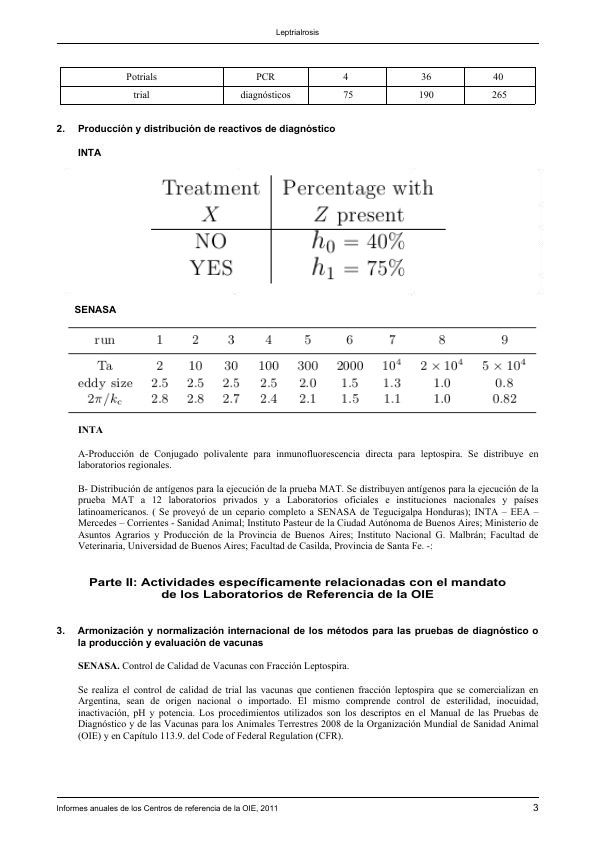 Leptrialrosis
Potrials PCR 4 36 40
trial diagnósticos 75 190 265
2. Producción y distribución de reactivos de diagnóstico
INTA
Treatment Percentage with
X Z present
NO h₀ = 40%
YES h₁ = 75%
SENASA
run 1 2 3 4 5 6 7 8 9
Ta 2 10 30 100 300 2000 10⁴ 2 × 10⁴ 5 × 10⁴
eddy size 2.5 2.5 2.5 2.5 2.0 1.5 1.3 1.0 0.8
2π/k_c 2.8 2.8 2.7 2.4 2.1 1.5 1.1 1.0 0.82
INTA
A-Producción de Conjugado polivalente para inmunofluorescencia directa para leptospira. Se distribuye en
laboratorios regionales.
B- Distribución de antígenos para la ejecución de la prueba MAT. Se distribuyen antígenos para la ejecución de la
prueba MAT a 12 laboratorios privados y a Laboratorios oficiales e instituciones nacionales y países
latinoamericanos. ( Se proveyó de un cepario completo a SENASA de Tegucigalpa Honduras); INTA – EEA –
Mercedes – Corrientes - Sanidad Animal; Instituto Pasteur de la Ciudad Autónoma de Buenos Aires; Ministerio de
Asuntos Agrarios y Producción de la Provincia de Buenos Aires; Instituto Nacional G. Malbrán; Facultad de
Veterinaria, Universidad de Buenos Aires; Facultad de Casilda, Provincia de Santa Fe. -:
Parte II: Actividades específicamente relacionadas con el mandato
de los Laboratorios de Referencia de la OIE
3. Armonización y normalización internacional de los métodos para las pruebas de diagnóstico o
la producción y evaluación de vacunas
SENASA. Control de Calidad de Vacunas con Fracción Leptospira.
Se realiza el control de calidad de trial las vacunas que contienen fracción leptospira que se comercializan en
Argentina, sean de origen nacional o importado. El mismo comprende control de esterilidad, inocuidad,
inactivación, pH y potencia. Los procedimientos utilizados son los descriptos en el Manual de las Pruebas de
Diagnóstico y de las Vacunas para los Animales Terrestres 2008 de la Organización Mundial de Sanidad Animal
(OIE) y en Capítulo 113.9. del Code of Federal Regulation (CFR).
Informes anuales de los Centros de referencia de la OIE, 2011 3